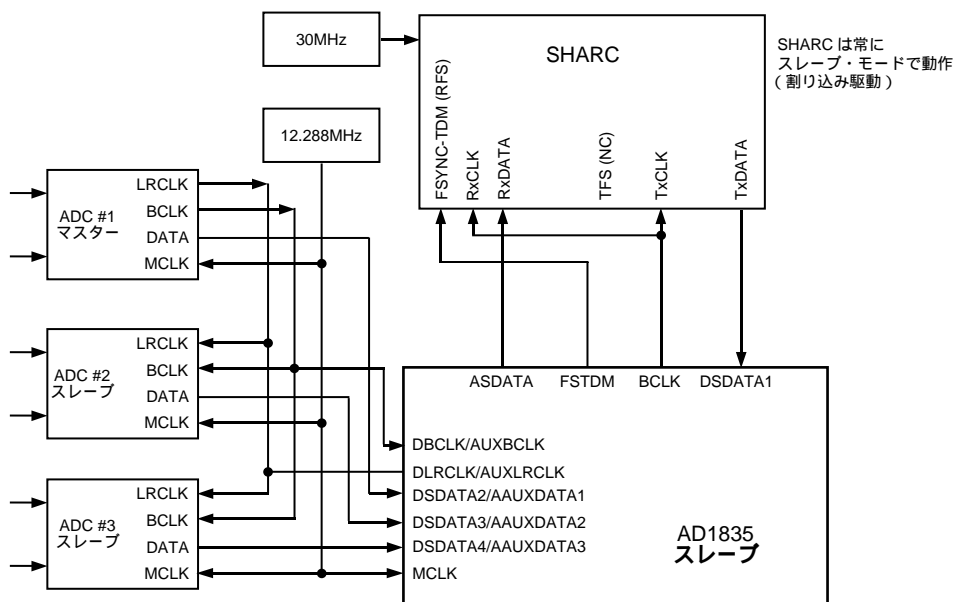 30MHz
SHARC
SHARC は常に
スレーブ・モードで動作
(割り込み駆動)
FSYNC-TDM (RFS)
RxCLK
RxDATA
TFS (NC)
TxCLK
TxDATA
12.288MHz
ADC #1
マスター
LRCLK
BCLK
DATA
MCLK
ADC #2
スレーブ
LRCLK
BCLK
DATA
MCLK
ADC #3
スレーブ
LRCLK
BCLK
DATA
MCLK
ASDATA
FSTDM
BCLK
DSDATA1
DBCLK/AUXBCLK
DLRCLK/AUXLRCLK
DSDATA2/AAUXDATA1
DSDATA3/AAUXDATA2
DSDATA4/AAUXDATA3
MCLK
AD1835
スレーブ